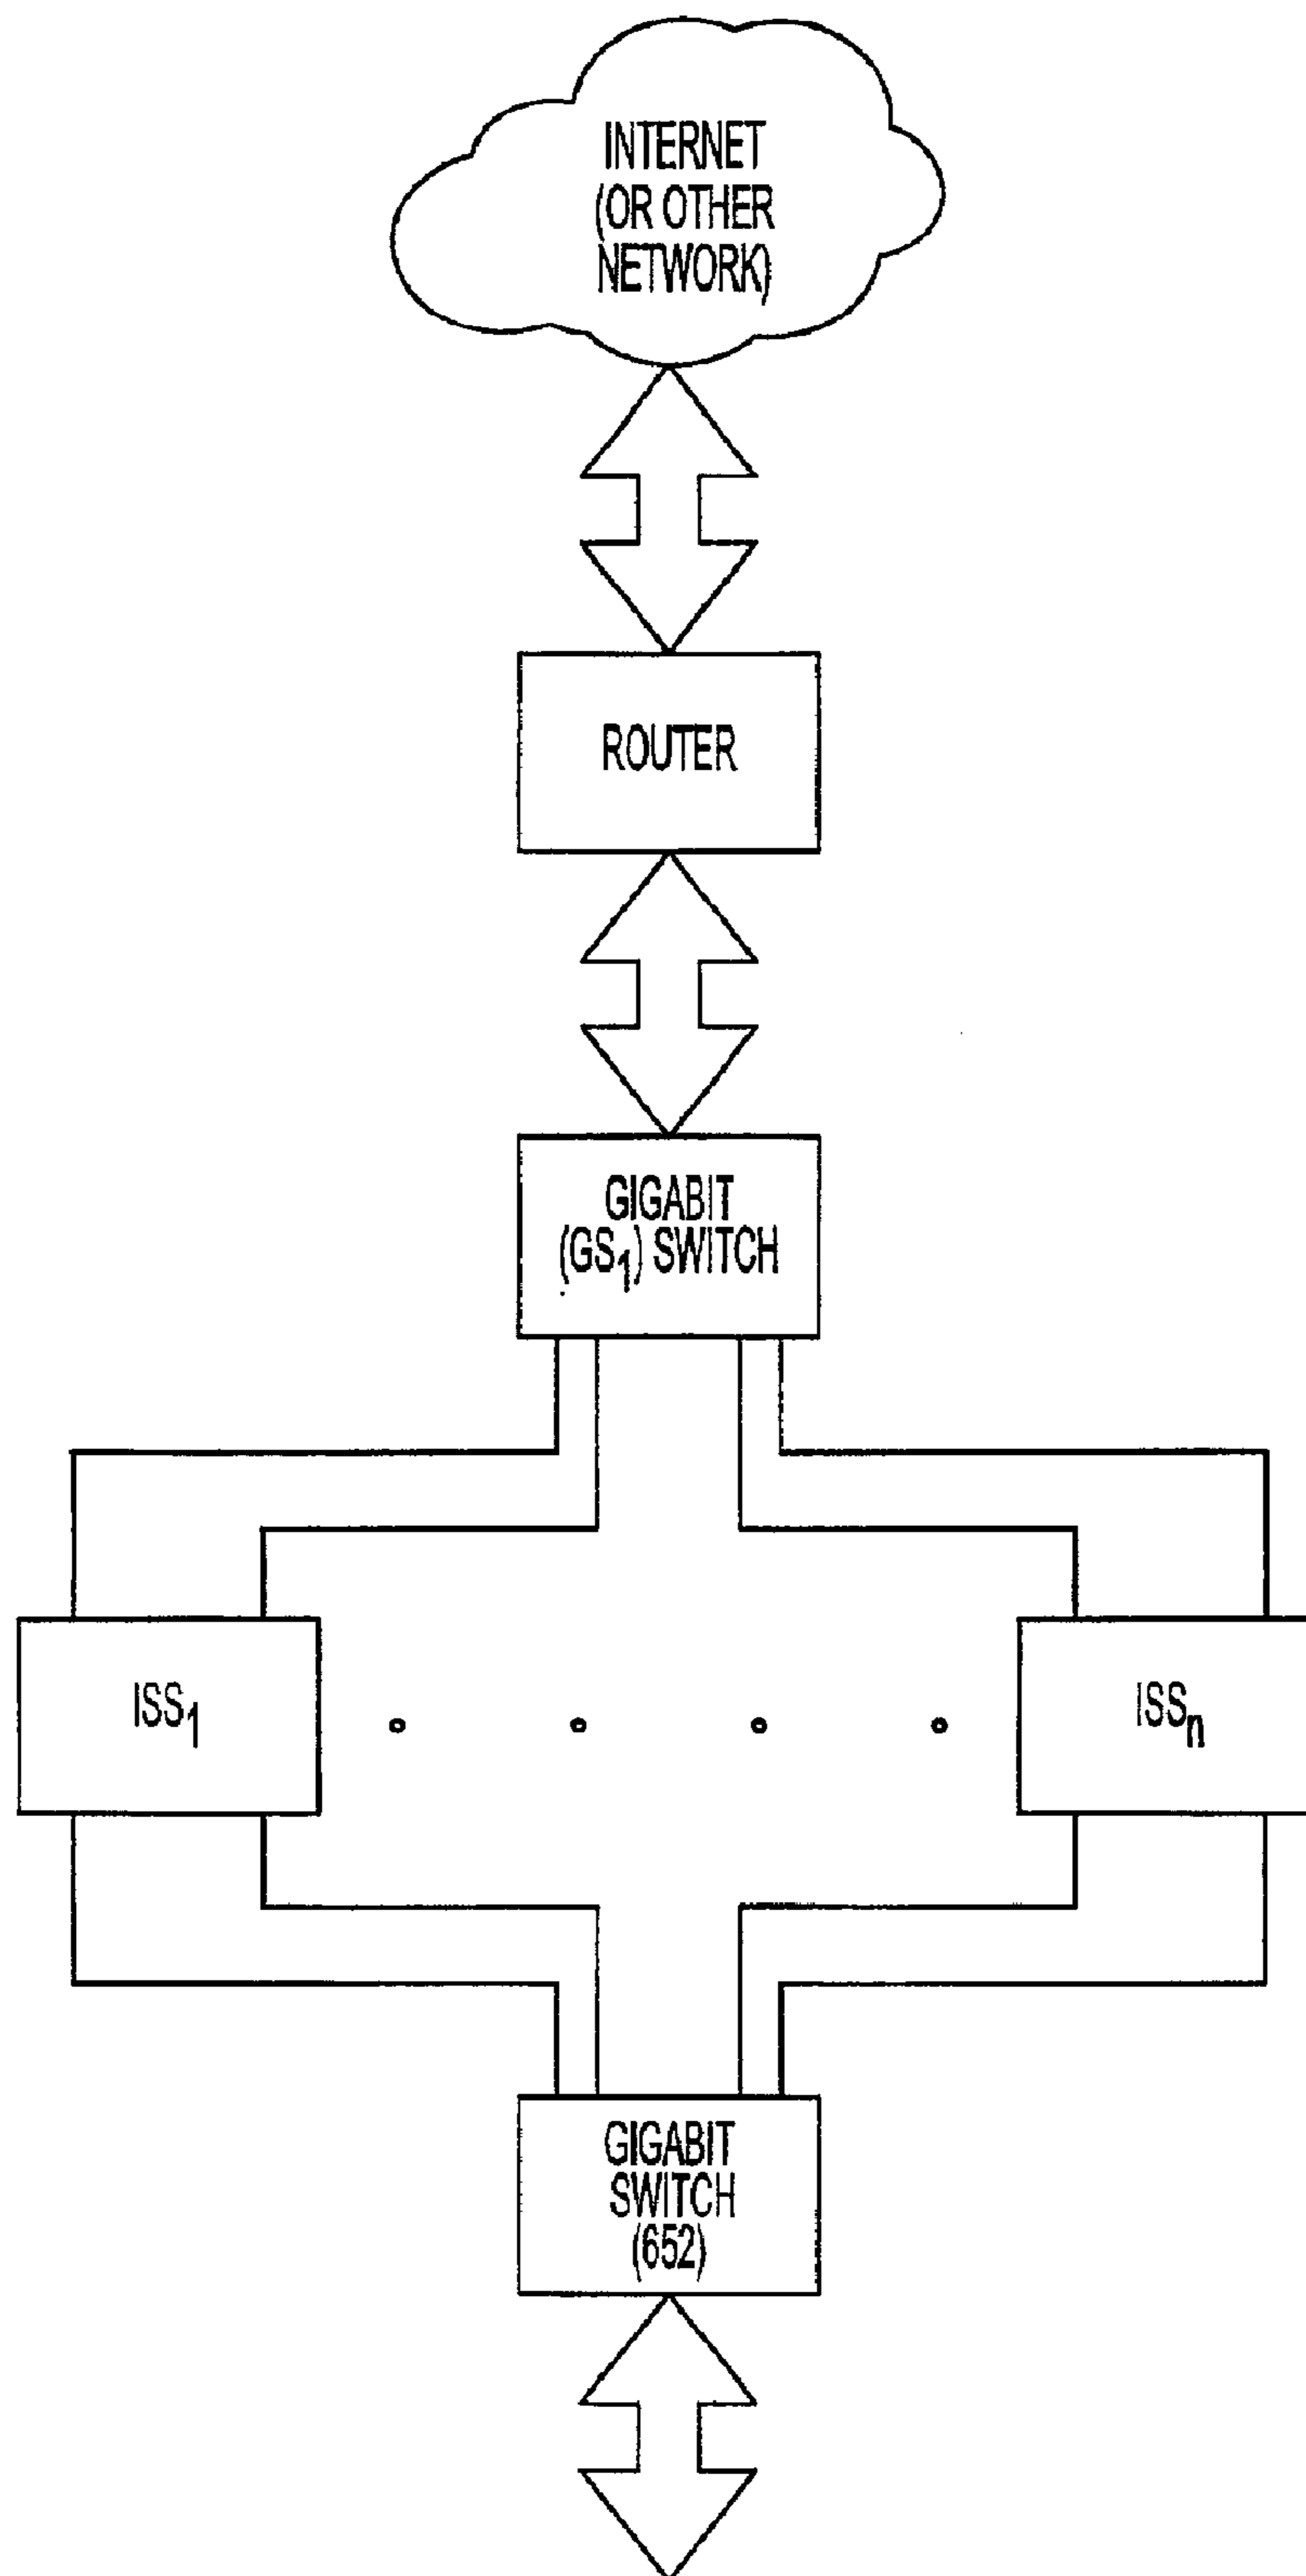 INTERNET
(OR OTHER
NETWORK)
ROUTER
GIGABIT
(GS₁) SWITCH
ISS₁
ISSₙ
GIGABIT
SWITCH
(652)